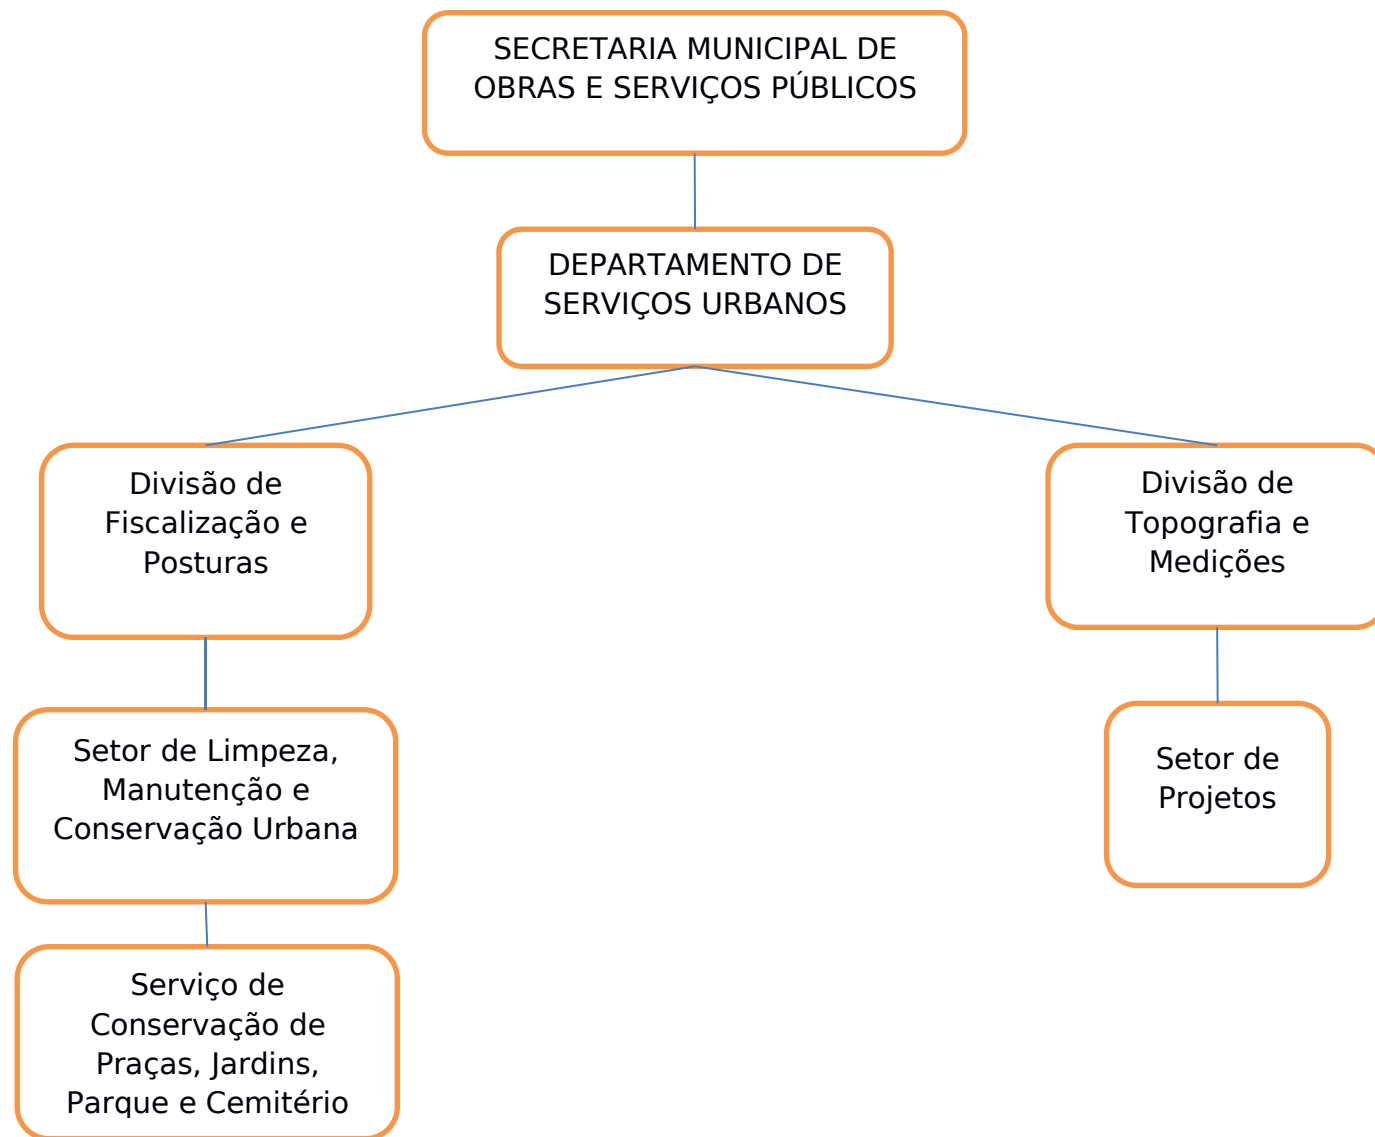 SECRETARIA MUNICIPAL DE
OBRAS E SERVIÇOS PÚBLICOS
DEPARTAMENTO DE
SERVIÇOS URBANOS
Divisão de
Fiscalização e
Posturas
Divisão de
Topografia e
Medições
Setor de Limpeza,
Manutenção e
Conservação Urbana
Setor de
Projetos
Serviço de
Conservação de
Praças, Jardins,
Parque e Cemitério